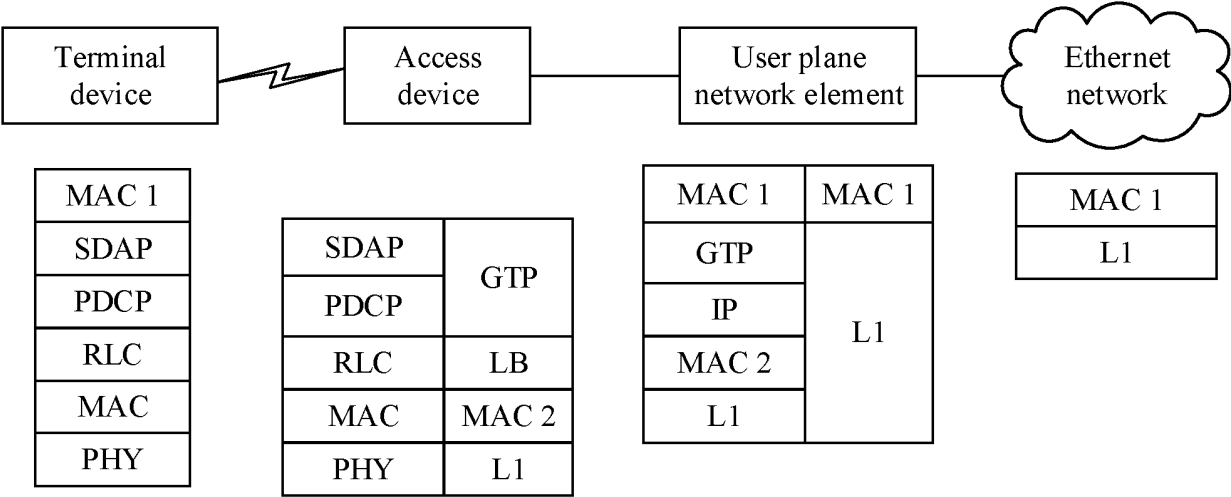 Terminal
device
Access
device
User plane
network element
Ethernet
network
MAC 1
SDAP
PDCP
RLC
MAC
PHY
SDAP
GTP
PDCP
RLC
LB
MAC
MAC 2
PHY
L1
MAC 1
MAC 1
GTP
IP
L1
MAC 2
L1
MAC 1
L1